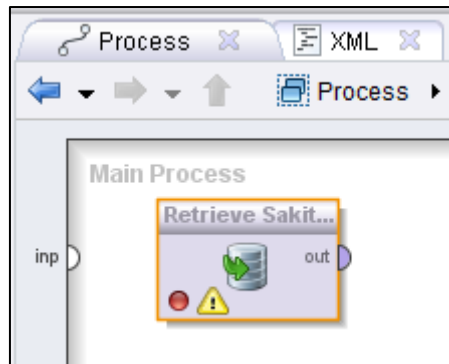 Process XML
Process
Main Process
Retrieve Sakit...
inp
out